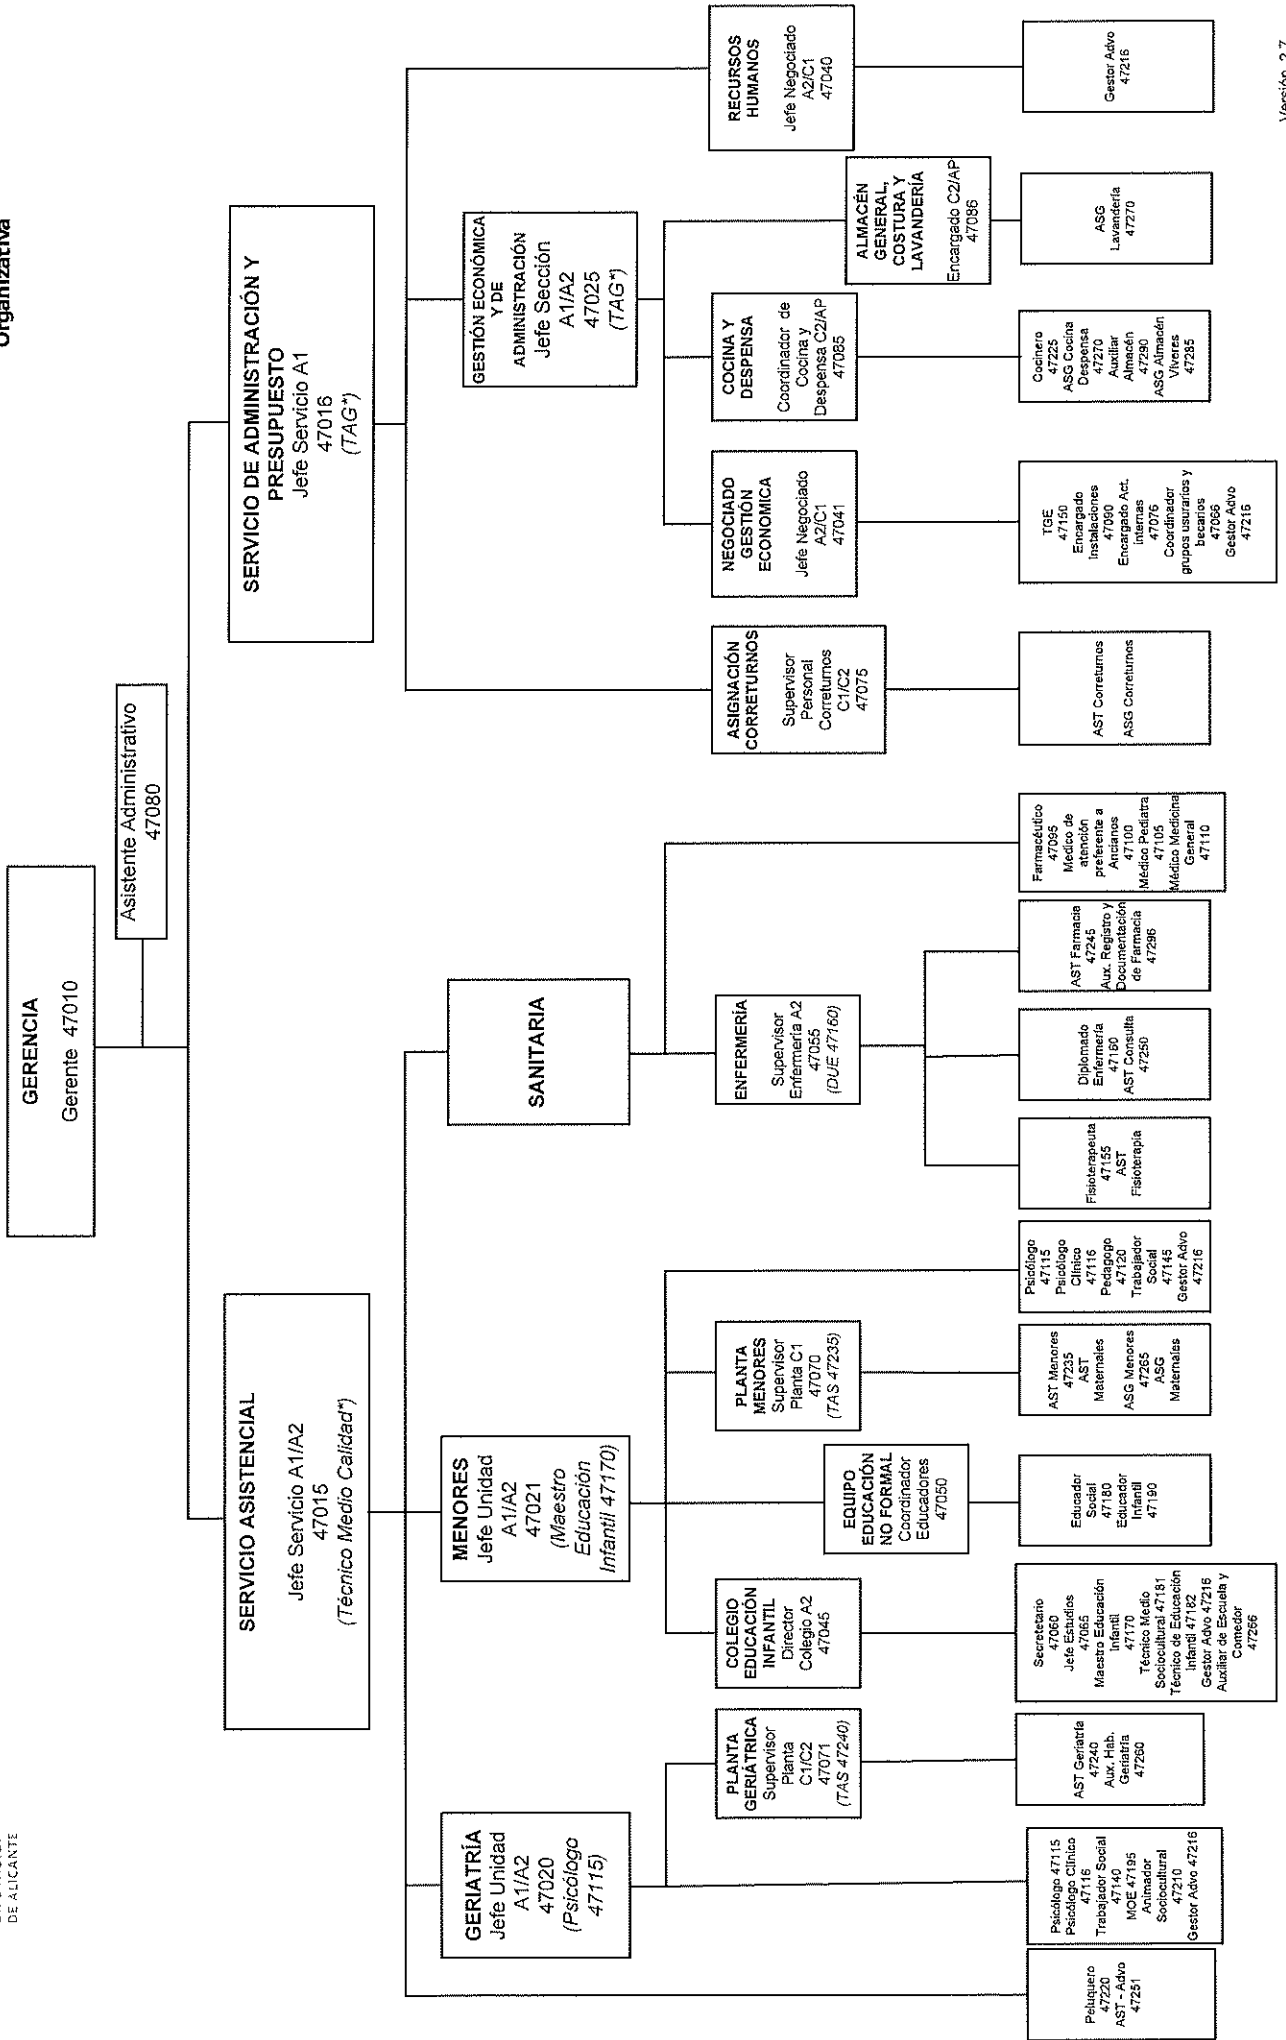 Organizativa
DE ALICANTE
GERENCIA
Gerente 47010
Asistente Administrativo
47080
SERVICIO ASISTENCIAL
Jefe Servicio A1/A2
47015
(Técnico Medio Calidad*)
SERVICIO DE ADMINISTRACIÓN Y
PRESUPUESTO
Jefe Servicio A1
47016
(TAG*)
GERIATRÍA
Jefe Unidad
A1/A2
47020
(Psicólogo
47115)
MENORES
Jefe Unidad
A1/A2
47021
(Maestro
Educación
Infantil 47170)
SANITARIA
GESTIÓN ECONÓMICA
Y DE
ADMINISTRACIÓN
Jefe Sección
A1/A2
47025
(TAG*)
PLANTA
GERIÁTRICA
Supervisor
Planta
C1/C2
47071
(TAS 47240)
COLEGIO
EDUCACIÓN
INFANTIL
Director
Colegio A2
47045
EQUIPO
EDUCACIÓN
NO FORMAL
Coordinador
Educadores
47050
PLANTA
MENORES
Supervisor
Planta C1
47070
(TAS 47235)
ENFERMERÍA
Supervisor
Enfermería A2
47055
(DUE 47160)
ASIGNACIÓN
CORRETURNOS
Supervisor
Personal
Correturnos
C1/C2
47075
NEGOCIADO
GESTIÓN
ECONOMICA
Jefe Negociado
A2/C1
47041
COCINA Y
DESPENSA
Coordinador de
Cocina y
Despensa C2/AP
47085
ALMACÉN
GENERAL,
COSTURA Y
LAVANDERÍA
Encargado C2/AP
47086
RECURSOS
HUMANOS
Jefe Negociado
A2/C1
47040
Peluquero
47220
AST - Advo
47251
Psicólogo 47115
Psicólogo Clínico
47116
Trabajador Social
47140
MOE 47195
Animador
Sociocultural
47210
Gestor Advo 47216
AST Geriatría
47240
Aux. Hab.
Geriatría
47260
Secretario
47060
Jefe Estudios
47065
Maestro Educación
Infantil
47170
Técnico Medio
Sociocultural 47181
Técnico de Educación
Infantil 47182
Gestor Advo 47216
Auxiliar de Escuela y
Comedor
47266
Educador
Social
47180
Educador
Infantil
47190
AST Menores
47235
AST
Maternales
ASG Menores
47265
ASG
Maternales
Psicólogo
47115
Psicólogo
Clínico
47116
Pedagogo
47120
Trabajador
Social
47145
Gestor Advo
47216
Fisioterapeuta
47155
AST
Fisioterapia
Diplomado
Enfermería
47160
AST Consulta
47250
AST Farmacia
47245
Aux. Registro y
Documentación
de Farmacia
47296
Farmacéutico
47095
Medico de
atención
preferente a
Ancianos
47100
Médico Pediatra
47105
Médico Medicina
General
47110
AST Correturnos
ASG Correturnos
TGE
47150
Encargado
Instalaciones
47090
Encargado Act.
internas
47076
Coordinador
grupos usurarios y
becarios
47066
Gestor Advo
47216
Cocinero
47225
ASG Cocina
Despensa
47270
Auxiliar
Almacén
47290
ASG Almacén
Víveres
47285
ASG
Lavandería
47270
Gestor Advo
47216
Versión 2.7